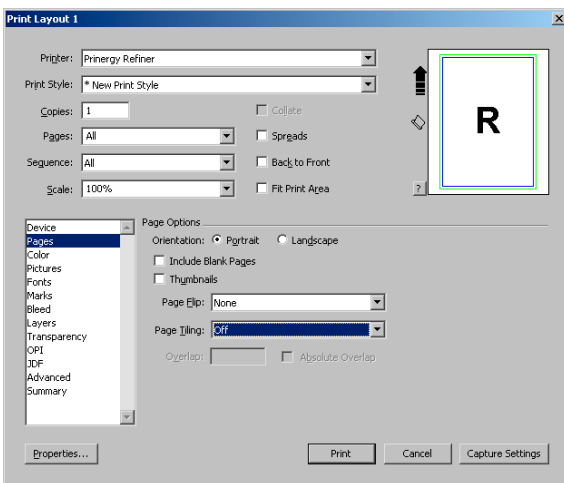 Print Layout 1
Printer: Prinergy Refiner
Print Style: * New Print Style
Copies: 1
Collate
Pages: All
Spreads
Sequence: All
Back to Front
Scale: 100%
Fit Print Area
R
?
Device
Pages
Color
Pictures
Fonts
Marks
Bleed
Layers
Transparency
OPI
JDF
Advanced
Summary
Page Options
Orientation: Portrait Landscape
Include Blank Pages
Thumbnails
Page Flip: None
Page Tiling: Off
Overlap: Absolute Overlap
Properties... Print Cancel Capture Settings